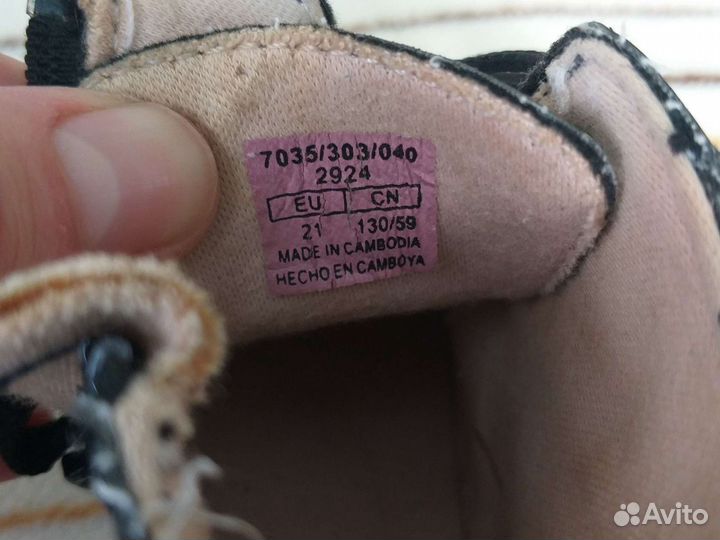 7035/303/040
2924
EU CN
21 130/59
MADE IN CAMBODIA
HECHO EN CAMBOYA
Avito